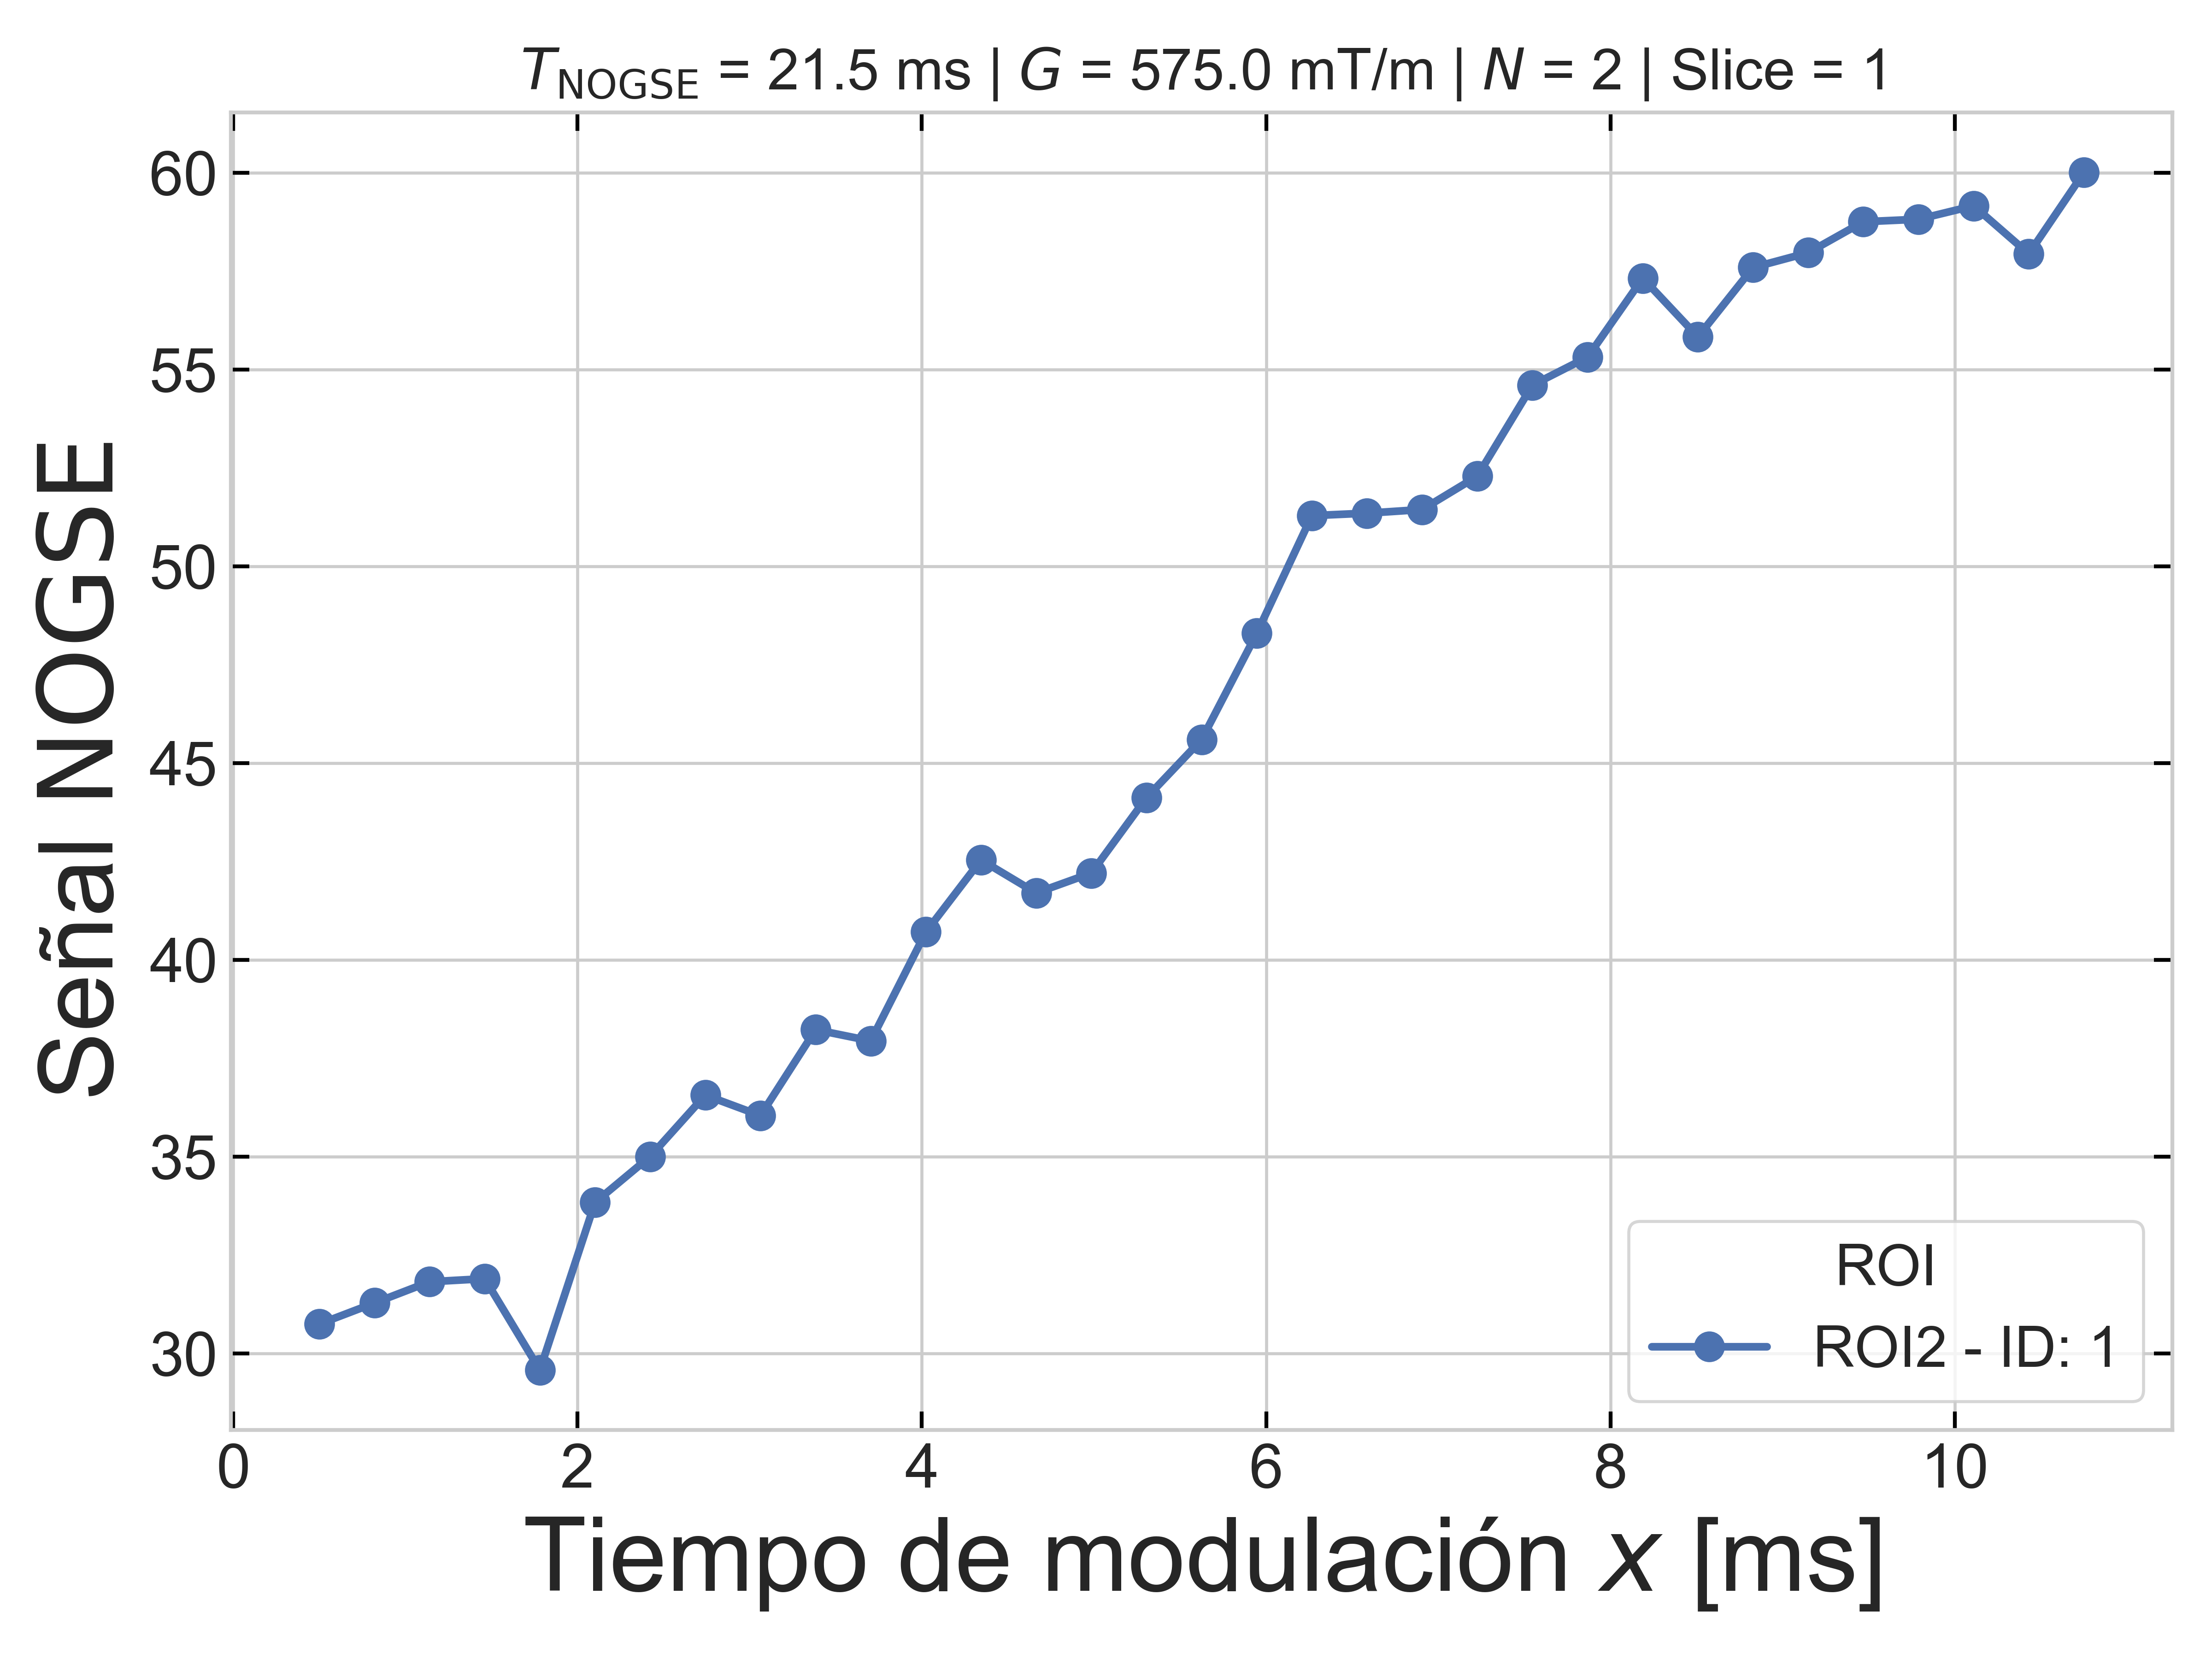 T_NOGSE = 21.5 ms | G = 575.0 mT/m | N = 2 | Slice = 1
Señal NOGSE
60
55
50
45
40
35
30
ROI
ROI2 - ID: 1
0 2 4 6 8 10
Tiempo de modulación x [ms]